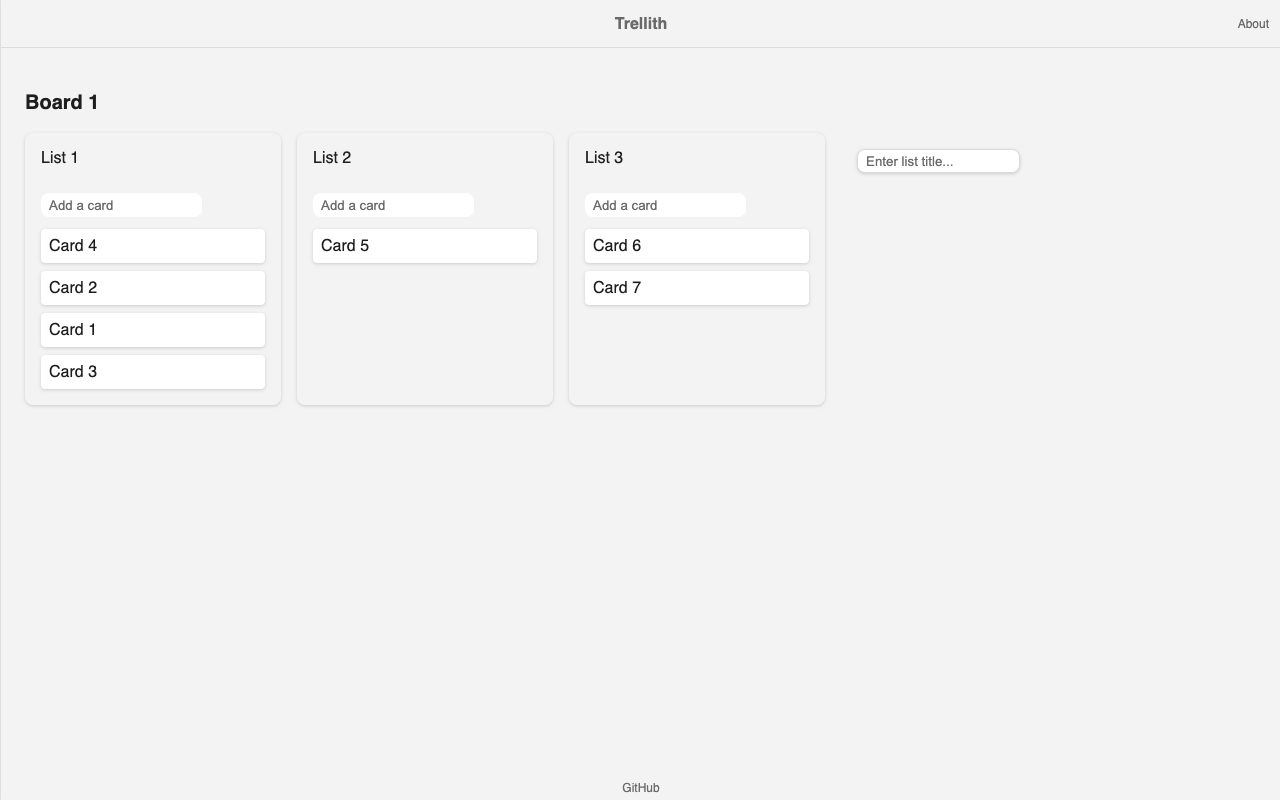 Trellith
About
Board 1
List 1
Add a card
Card 4
Card 2
Card 1
Card 3
List 2
Add a card
Card 5
List 3
Add a card
Card 6
Card 7
Enter list title...
GitHub